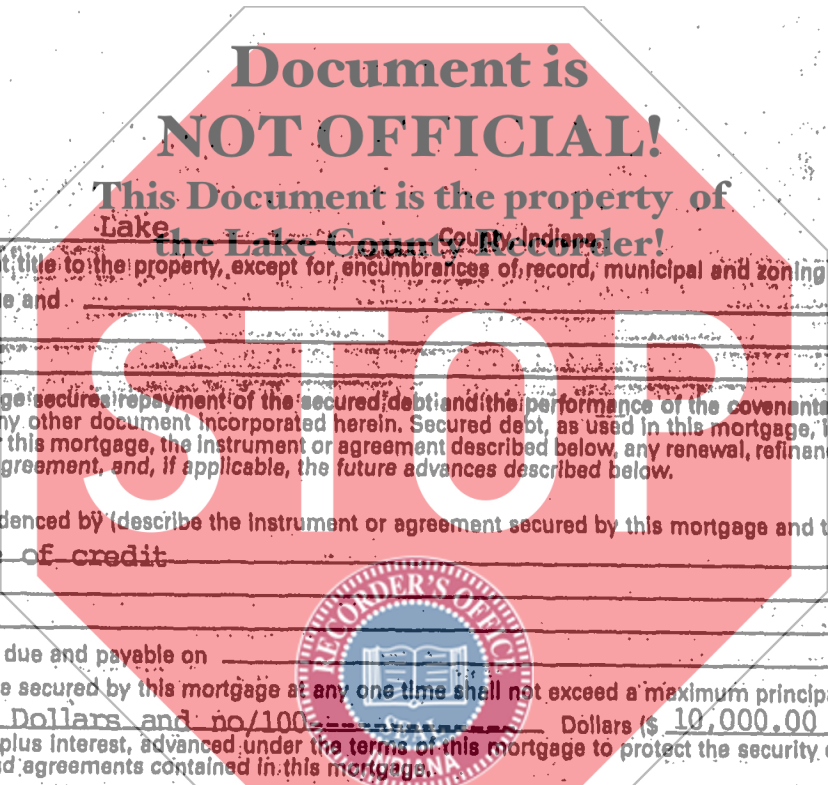 Document is
NOT OFFICIAL!
This Document is the property of
the Lake County Recorder!
Lake County, Indiana
title to the property, except for encumbrances of record, municipal and zoning
e and
STOP
ge secures repayment of the secured debt and the performance of the covenants
ny other document incorporated herein. Secured debt, as used in this mortgage,
this mortgage, the instrument or agreement described below, any renewal, refinan
greement, and, if applicable, the future advances described below.
denced by (describe the instrument or agreement secured by this mortgage and t
of credit
RECORDER'S OFFICE
due and payable on
e secured by this mortgage at any one time shall not exceed a maximum princip
Dollars and no/100 Dollars ($ 10,000.00
SEAL
plus interest, advanced under the terms of this mortgage to protect the security
d agreements contained in this mortgage.
INDIANA